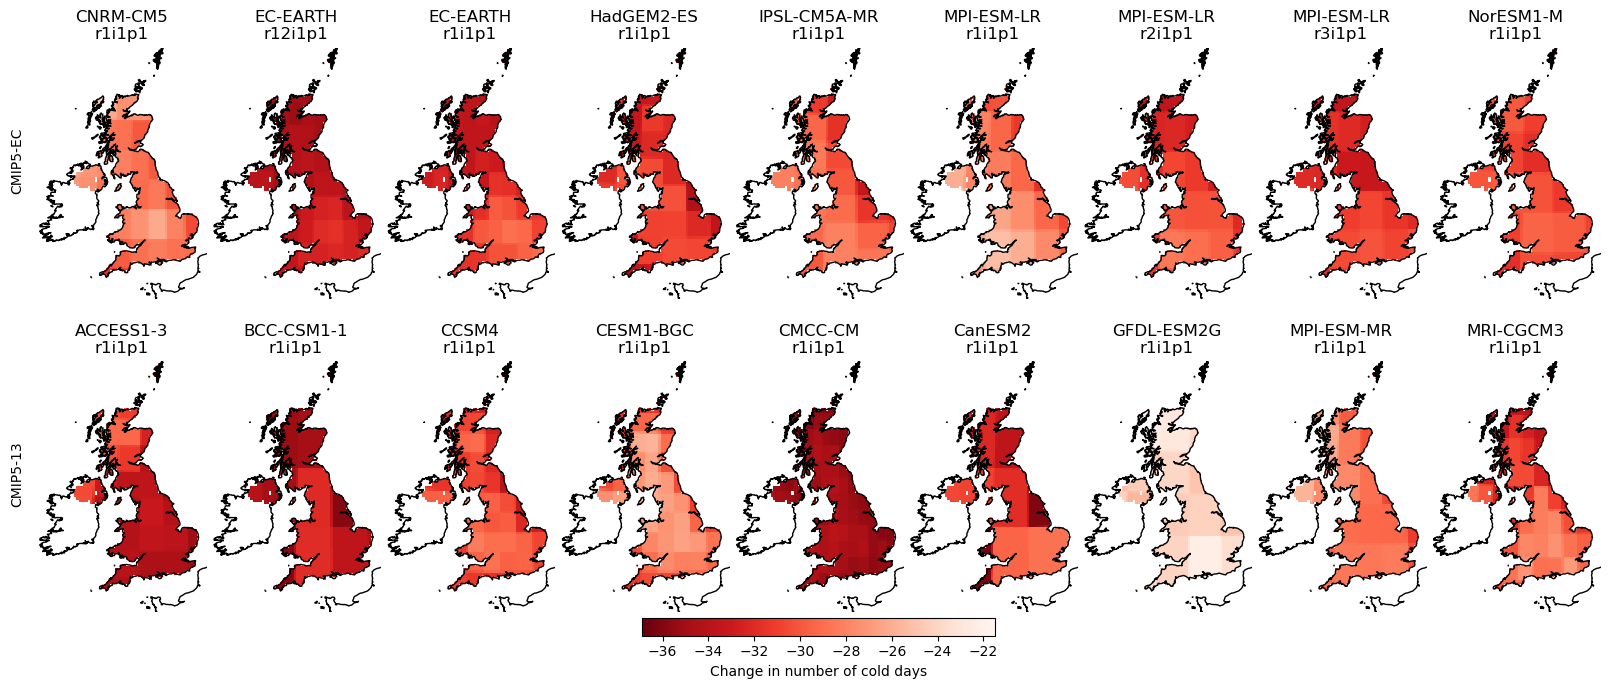 CNRM-CM5
r1i1p1
EC-EARTH
r12i1p1
EC-EARTH
r1i1p1
HadGEM2-ES
r1i1p1
IPSL-CM5A-MR
r1i1p1
MPI-ESM-LR
r1i1p1
MPI-ESM-LR
r2i1p1
MPI-ESM-LR
r3i1p1
NorESM1-M
r1i1p1
CMIP5-EC
ACCESS1-3
r1i1p1
BCC-CSM1-1
r1i1p1
CCSM4
r1i1p1
CESM1-BGC
r1i1p1
CMCC-CM
r1i1p1
CanESM2
r1i1p1
GFDL-ESM2G
r1i1p1
MPI-ESM-MR
r1i1p1
MRI-CGCM3
r1i1p1
CMIP5-13
−36 −34 −32 −30 −28 −26 −24 −22
Change in number of cold days